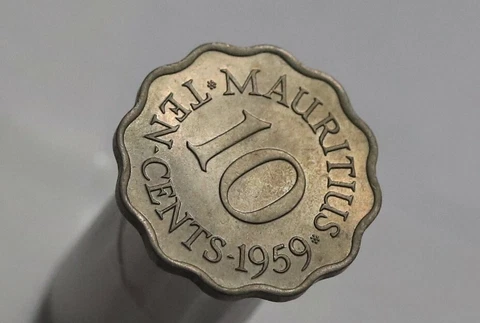 * MAURITIUS *
TEN · CENTS · 1959
10